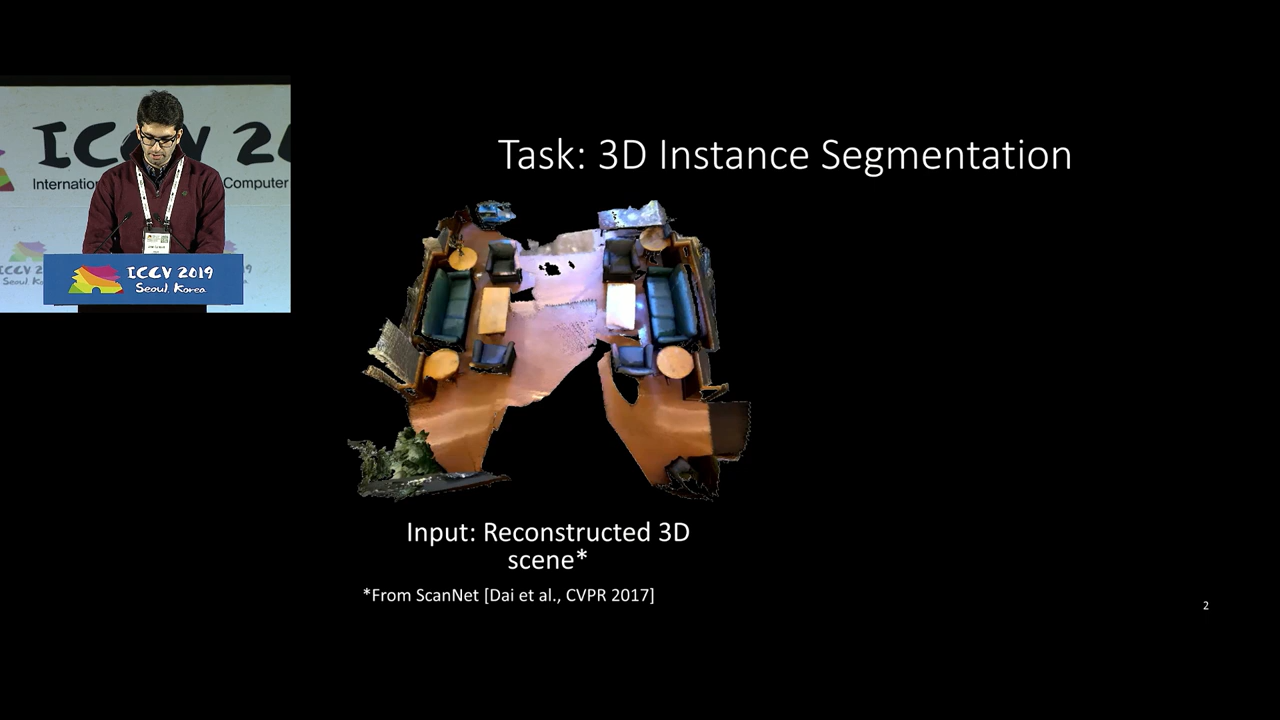 ICCV 20
Internatio
Computer
ICCV 2019
Seoul, Korea
Task: 3D Instance Segmentation
Input: Reconstructed 3D
scene*
*From ScanNet [Dai et al., CVPR 2017]
2